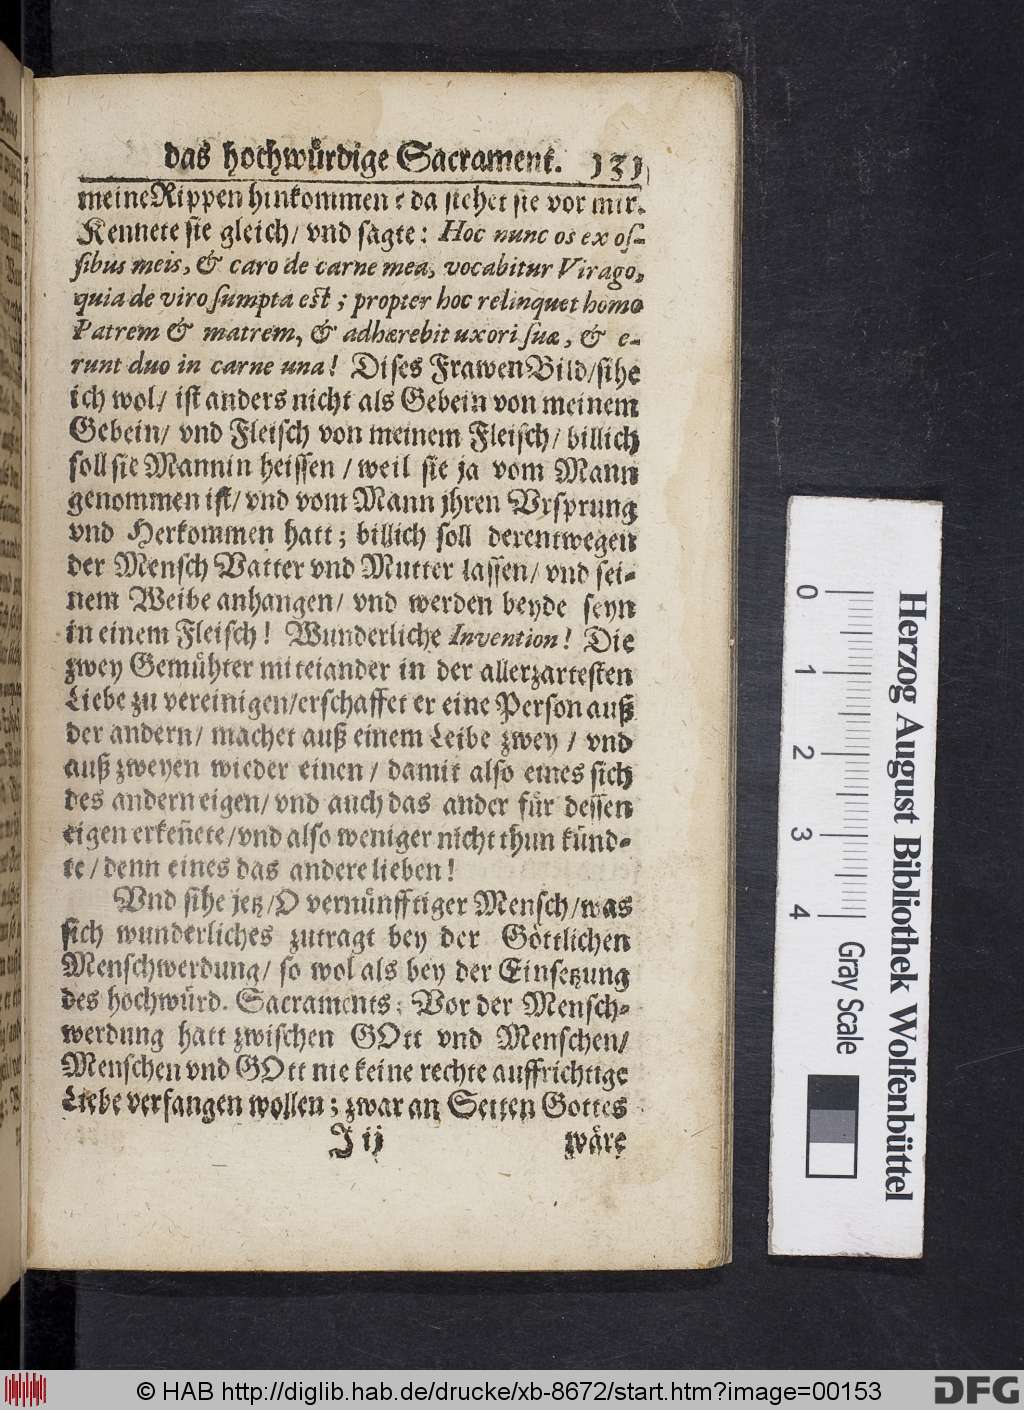 das hochwürdige Sacrament. 131
meine Rippen hinkommen? da stehet sie vor mir.
Kennete sie gleich/ vnd sagte: Hoc nunc os ex os-
sibus meis, & caro de carne mea, vocabitur Virago,
quia de viro sumpta est; propter hoc relinquet homo
Patrem & matrem, & adhærebit uxori suæ, & e-
runt duo in carne una! Dises Frawen Bild/sihe
ich wol/ ist anders nicht als Gebein von meinem
Gebein/ vnd Fleisch von meinem Fleisch/ billich
soll sie Mannin heissen / weil sie ja vom Mann
genommen ist/ vnd vom Mann jhren Vrsprung
vnd Herkommen hatt; billich soll derentwegen
der Mensch Vatter vnd Mutter lassen/ vnd sei-
nem Weibe anhangen/ vnd werden beyde seyn
in einem Fleisch! Wunderliche Invention! Die
zwey Gemühter miteiander in der allerzartesten
Liebe zu vereinigen/erschaffet er eine Person auß
der andern/ machet auß einem Leibe zwey / vnd
auß zweyen wieder einen / damit also eines sich
des andern eigen/ vnd auch das ander für dessen
eigen erkeñete/vnd also weniger nicht thun künd-
te / denn eines das andere lieben!
Vnd sihe jetz/O vernünfftiger Mensch/was
sich wunderliches zutragt bey der Göttlichen
Menschwerdung/ so wol als bey der Einsetzung
des hochwürd. Sacraments: Vor der Mensch-
werdung hatt zwischen GOtt vnd Menschen/
Menschen vnd GOtt nie keine rechte auffrichtige
Liebe verfangen wollen; zwar an Seiten Gottes
J ij wäre
0 1 2 3 4 Gray Scale
Herzog August Bibliothek Wolfenbüttel
© HAB http://diglib.hab.de/drucke/xb-8672/start.htm?image=00153
DFG